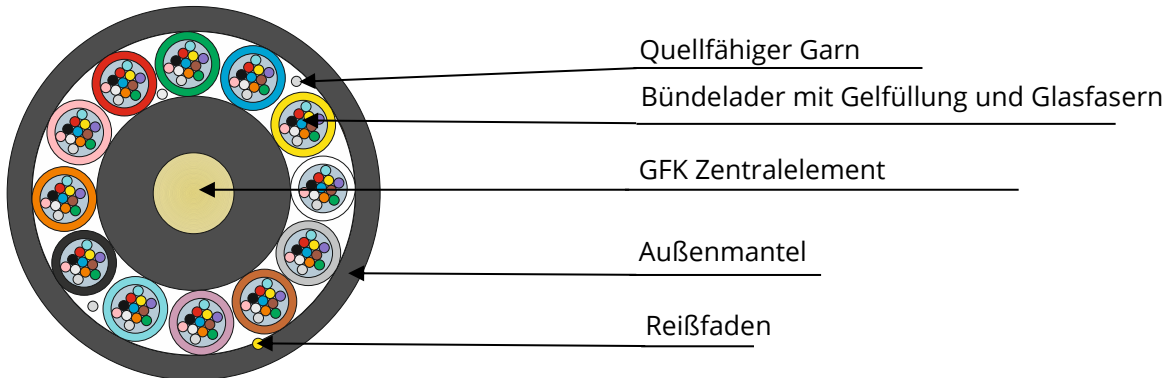 Quellfähiger Garn
Bündelader mit Gelfüllung und Glasfasern
GFK Zentralelement
Außenmantel
Reißfaden